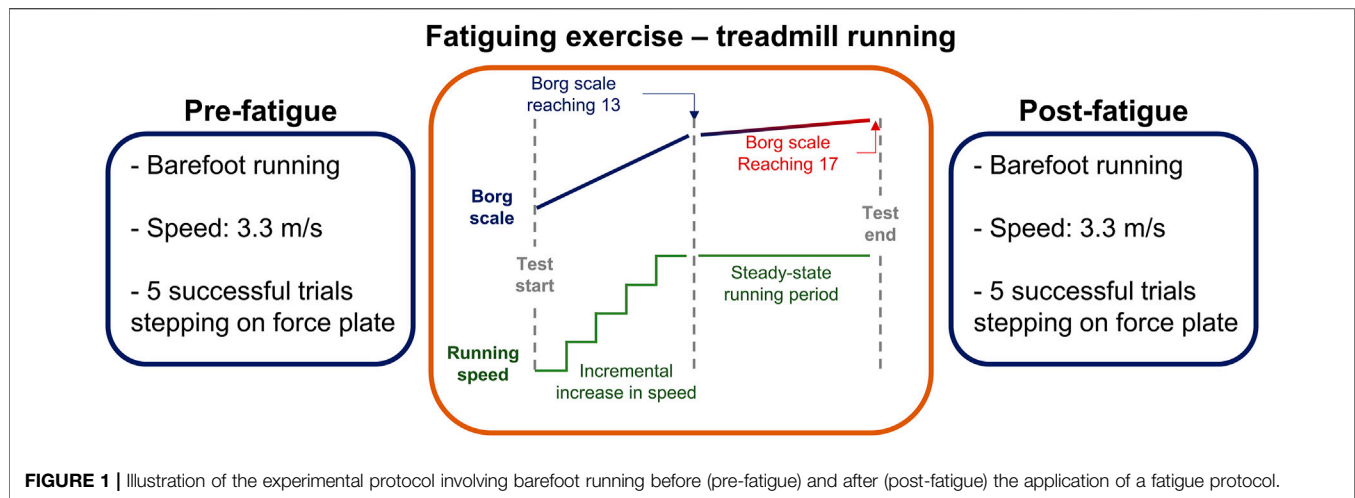 Fatiguing exercise – treadmill running
Pre-fatigue
- Barefoot running
- Speed: 3.3 m/s
- 5 successful trials
stepping on force plate
Borg scale
reaching 13
Borg scale
Reaching 17
Borg
scale
Test
start
Test
end
Steady-state
running period
Running
speed
Incremental
increase in speed
Post-fatigue
- Barefoot running
- Speed: 3.3 m/s
- 5 successful trials
stepping on force plate
FIGURE 1 | Illustration of the experimental protocol involving barefoot running before (pre-fatigue) and after (post-fatigue) the application of a fatigue protocol.